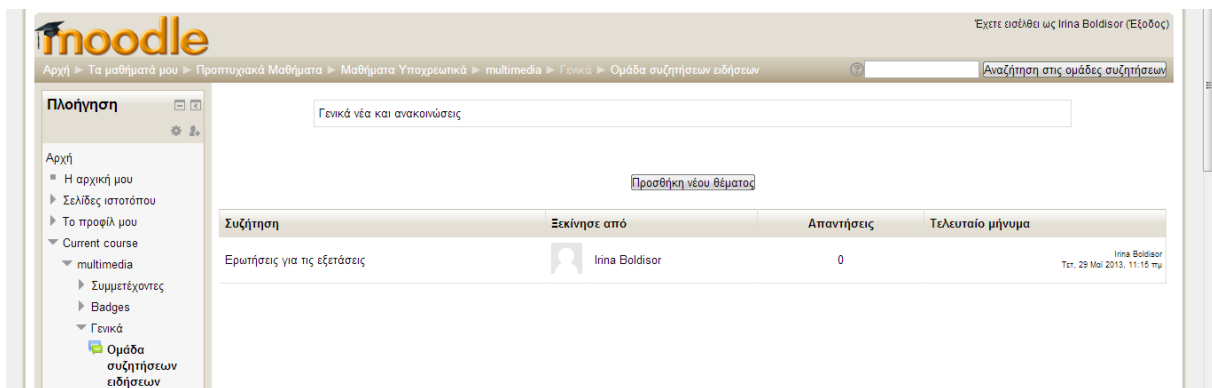 moodle
Έχετε εισέλθει ως Irina Boldisor (Έξοδος)
Αρχή ► Τα μαθήματά μου ► Προπτυχιακά Μαθήματα ► Μαθήματα Υποχρεωτικά ► multimedia ► Γενικά ► Ομάδα συζητήσεων ειδήσεων
Αναζήτηση στις ομάδες συζητήσεων
Πλοήγηση
Αρχή
Η αρχική μου
Σελίδες ιστοτόπου
Το προφίλ μου
Current course
multimedia
Συμμετέχοντες
Badges
Γενικά
Ομάδα
συζητήσεων
ειδήσεων
Γενικά νέα και ανακοινώσεις
Προσθήκη νέου θέματος
Συζήτηση Ξεκίνησε από Απαντήσεις Τελευταίο μήνυμα
Ερωτήσεις για τις εξετάσεις Irina Boldisor 0 Irina Boldisor
Τετ, 29 Μαϊ 2013, 11:15 πμ